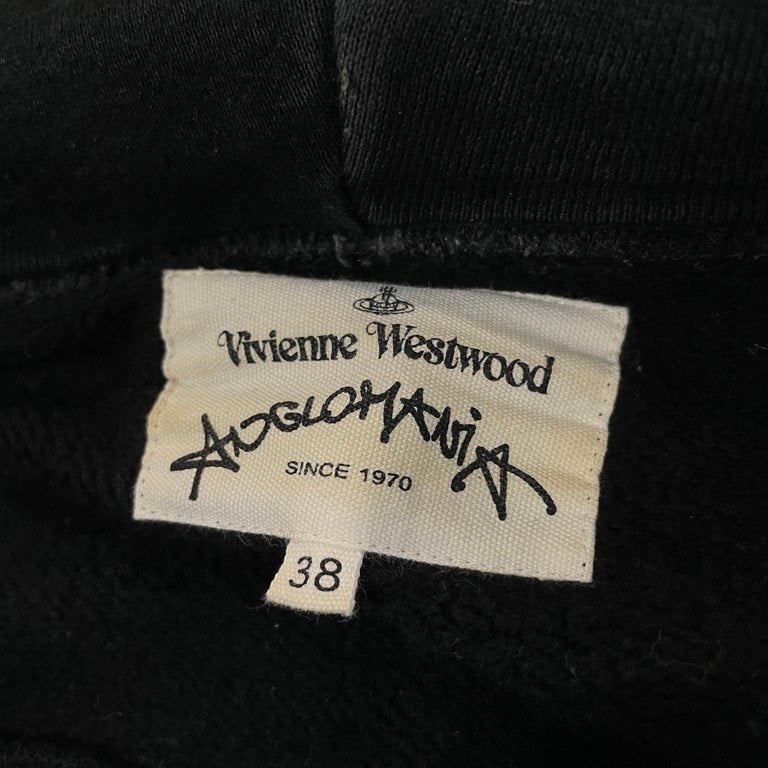 Vivienne Westwood
ANGLOMANiA
SINCE 1970
38